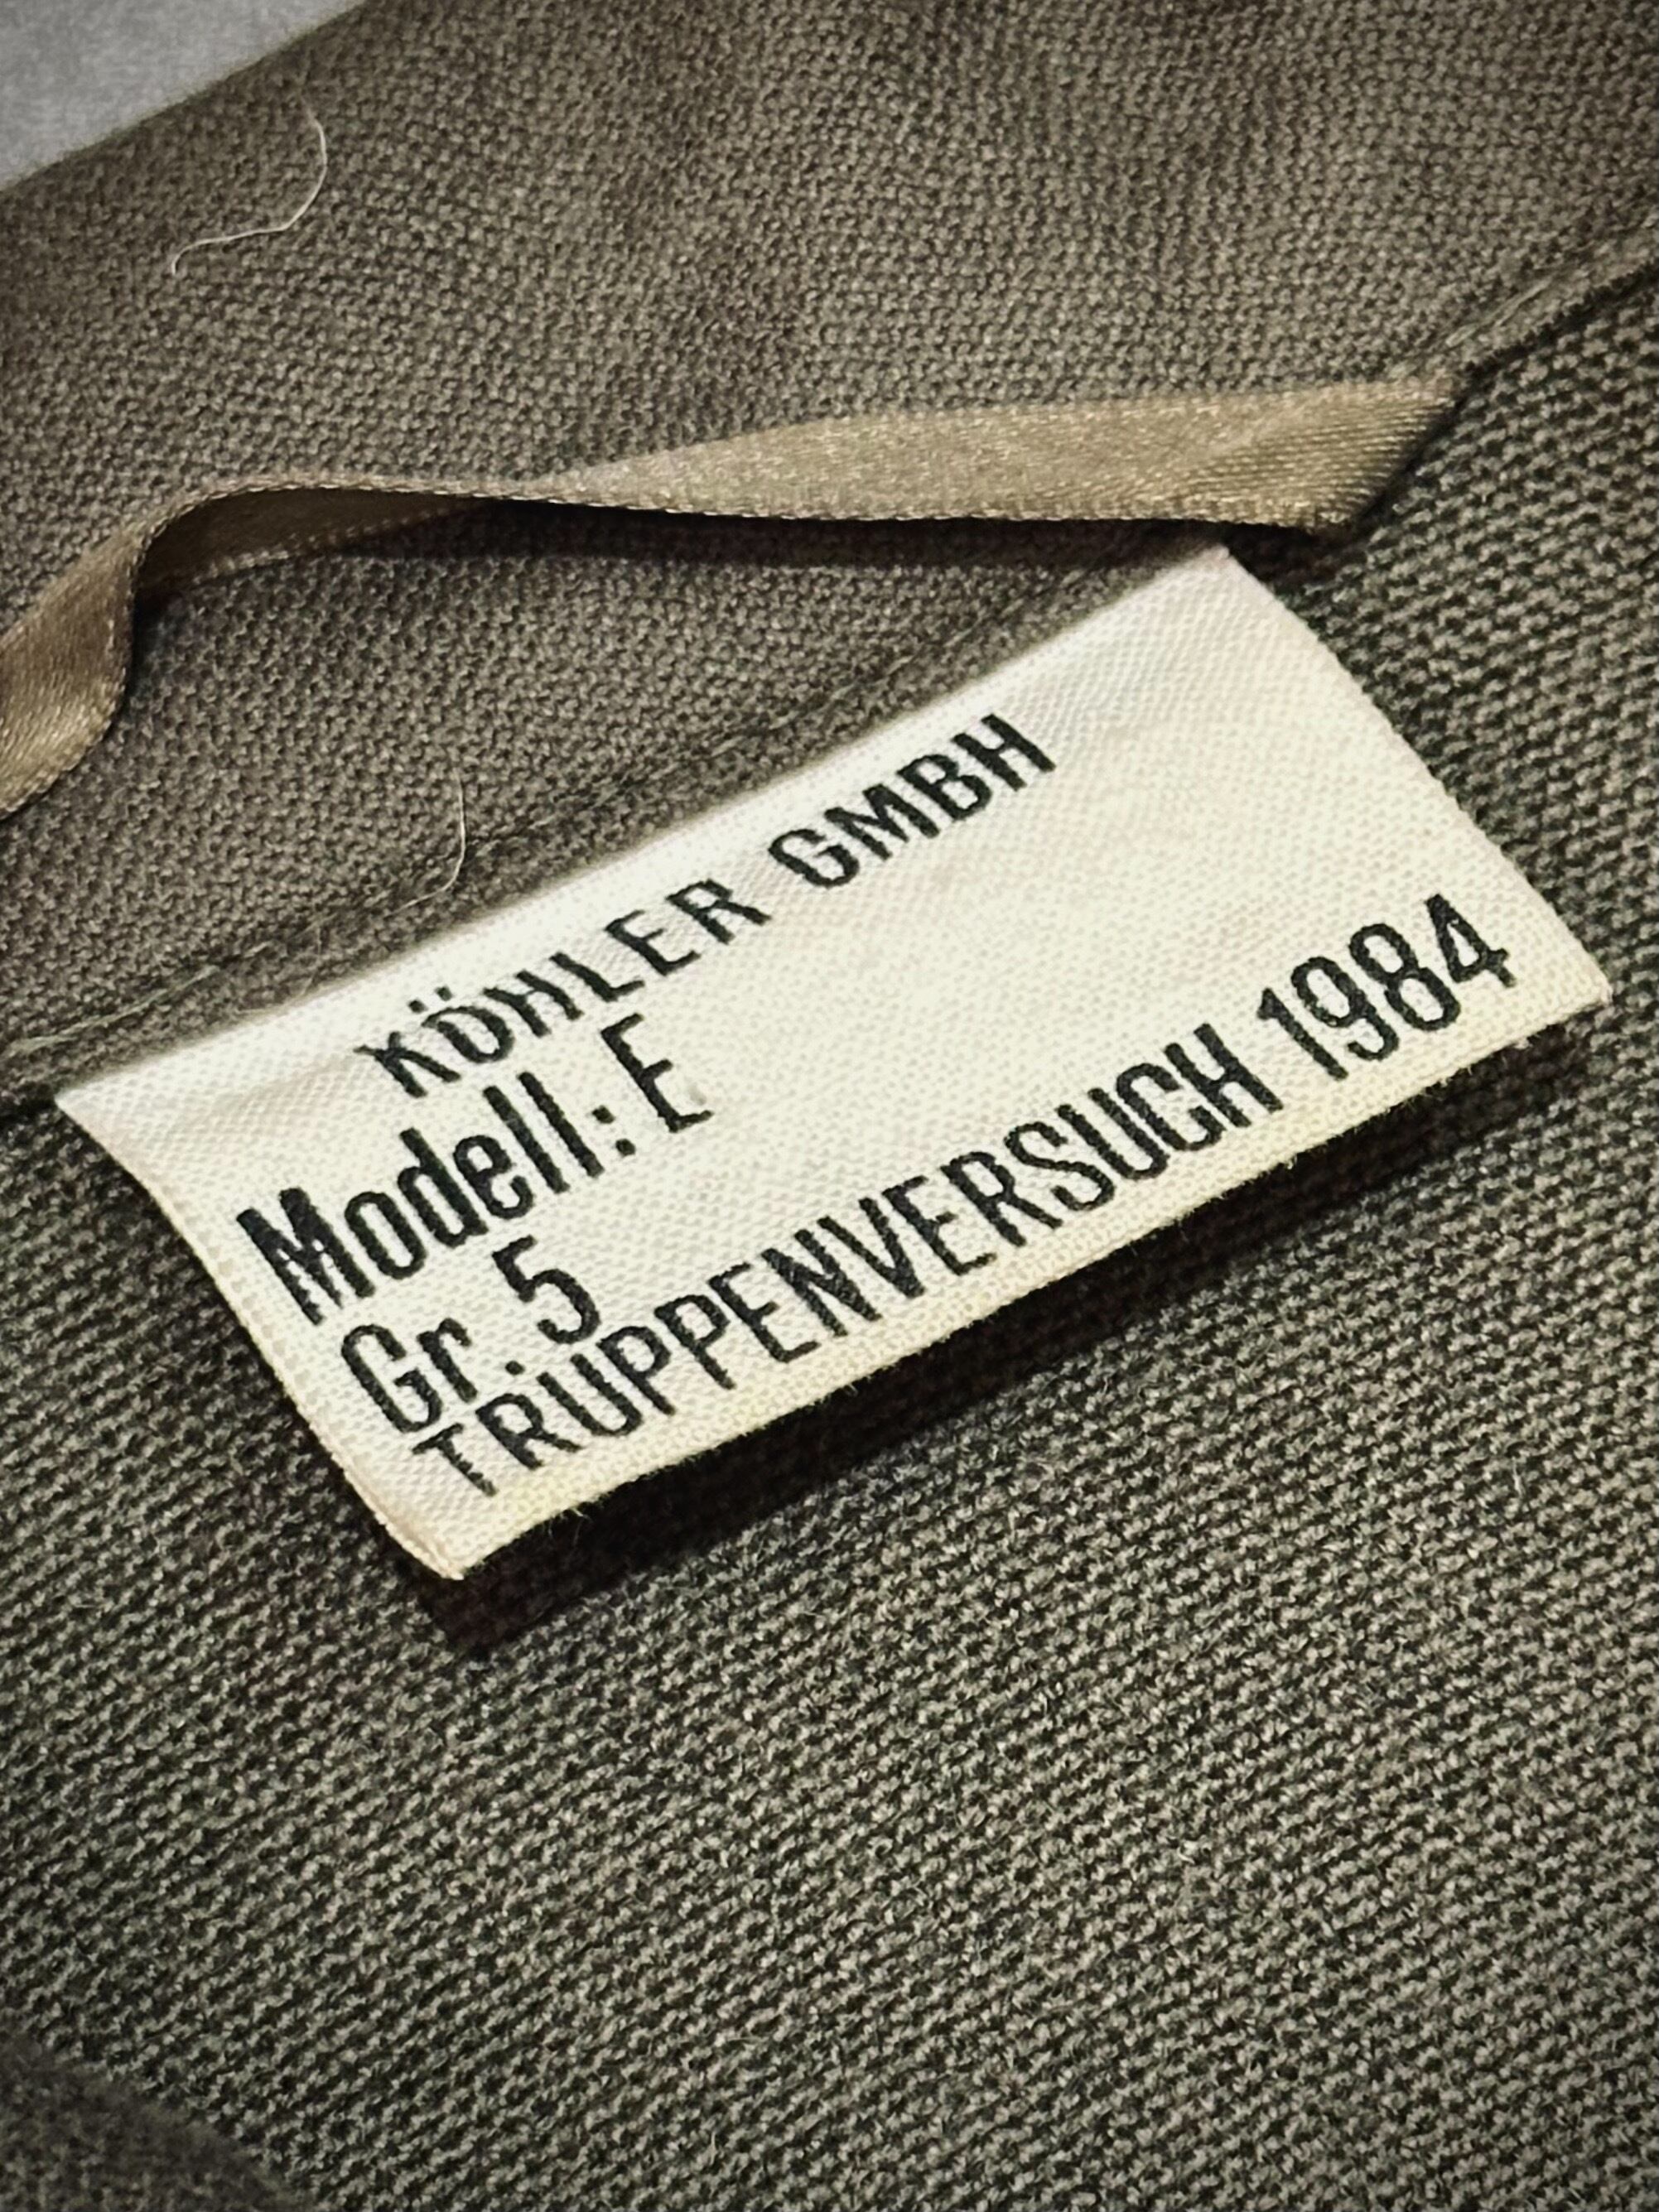 KÖHLER GMBH
Modell: E
Gr. 5
TRUPPENVERSUCH 1984